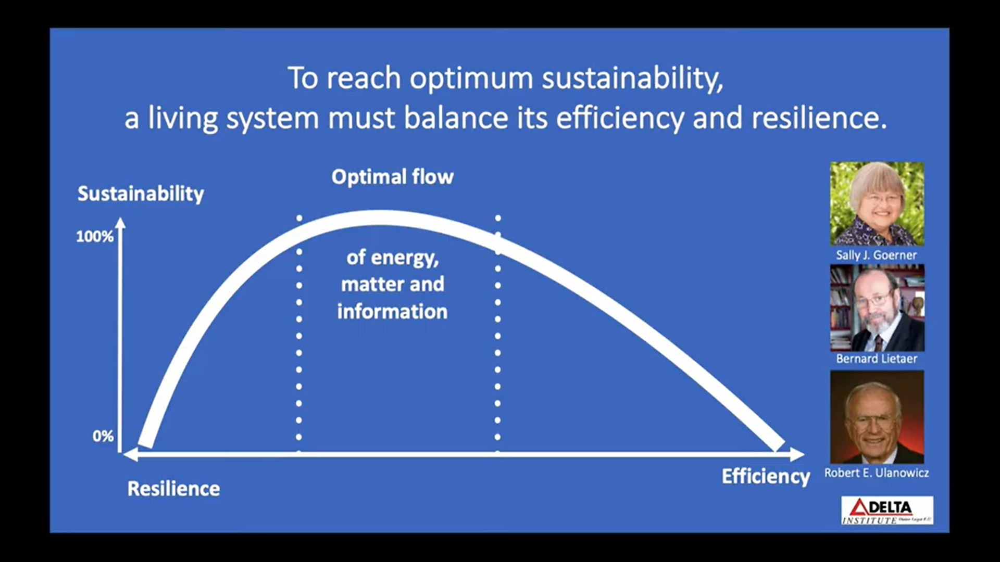 To reach optimum sustainability,
a living system must balance its efficiency and resilience.
Optimal flow
Sustainability
100%
of energy,
matter and
information
0%
Resilience
Efficiency
Sally J. Goerner
Bernard Lietaer
Robert E. Ulanowicz
DELTA
INSTITUTE